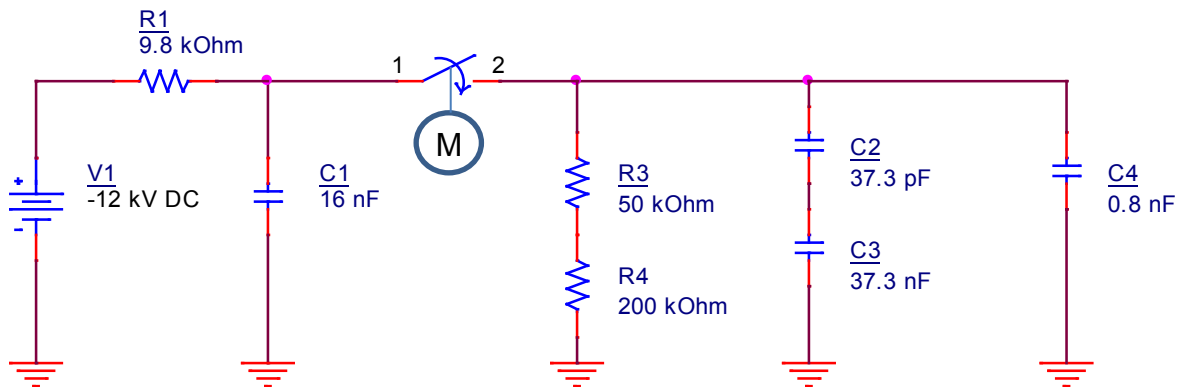 R1
9.8 kOhm
1
2
M
+
V1
-12 kV DC
-
C1
16 nF
R3
50 kOhm
R4
200 kOhm
C2
37.3 pF
C3
37.3 nF
C4
0.8 nF